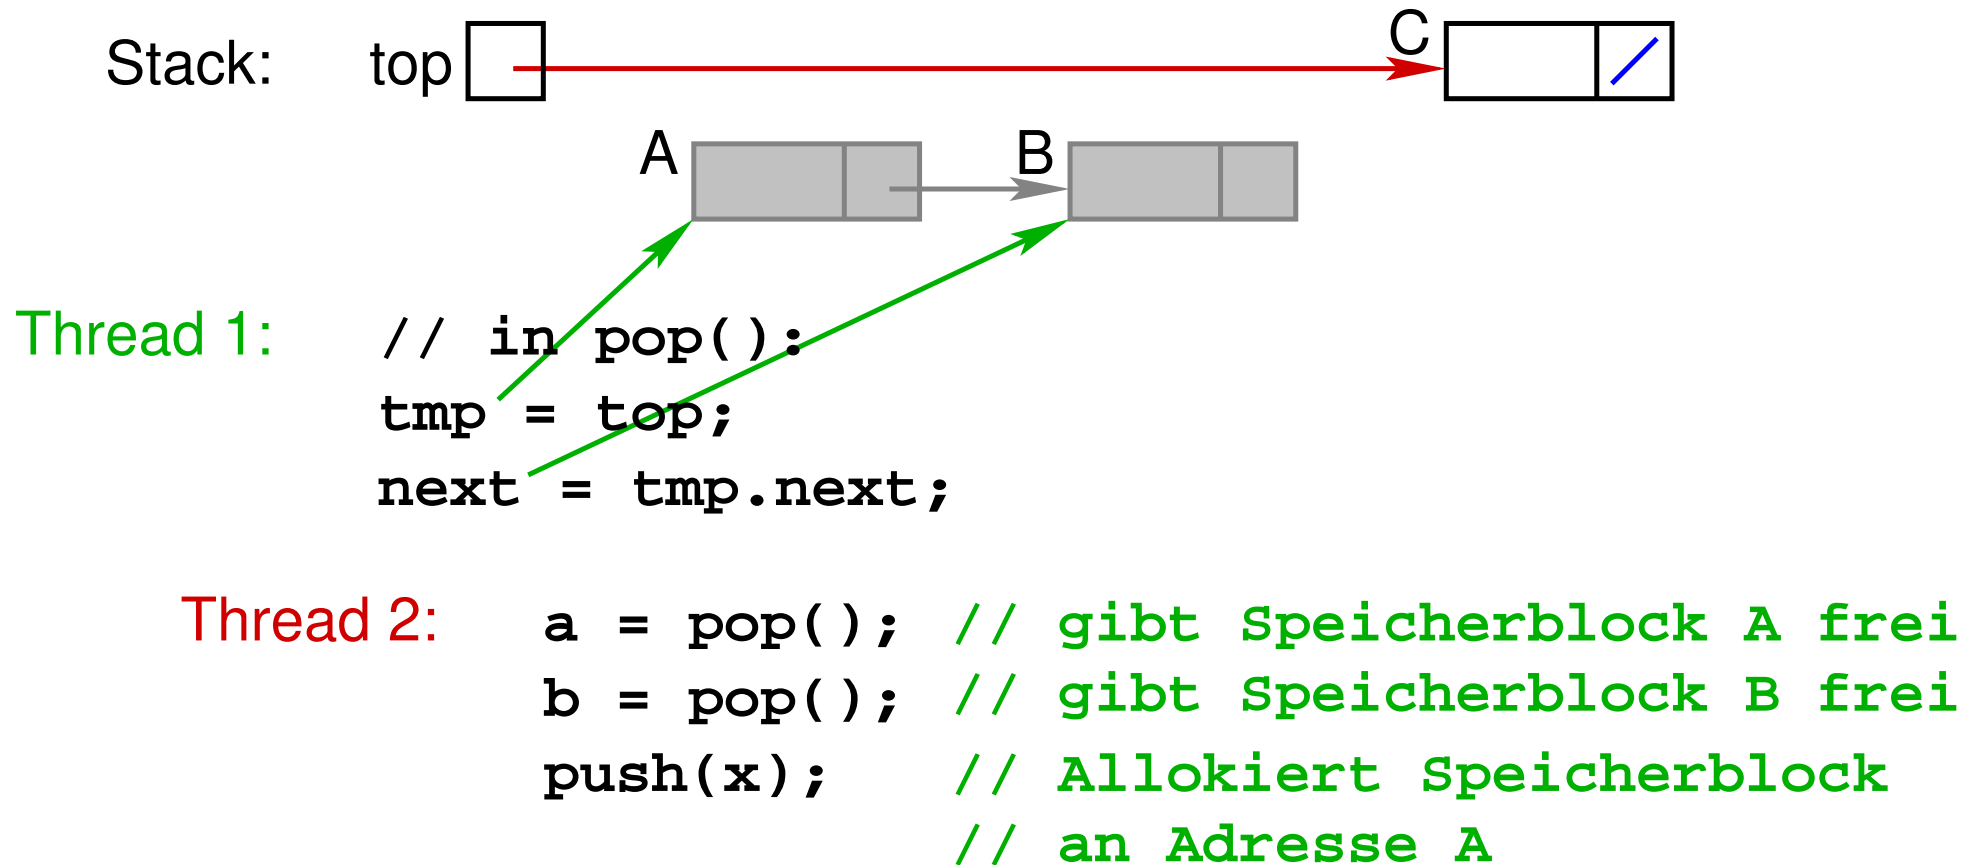 Stack: top C
A B
Thread 1: // in pop():
tmp = top;
next = tmp.next;
Thread 2: a = pop(); // gibt Speicherblock A frei
b = pop(); // gibt Speicherblock B frei
push(x); // Allokiert Speicherblock
// an Adresse A